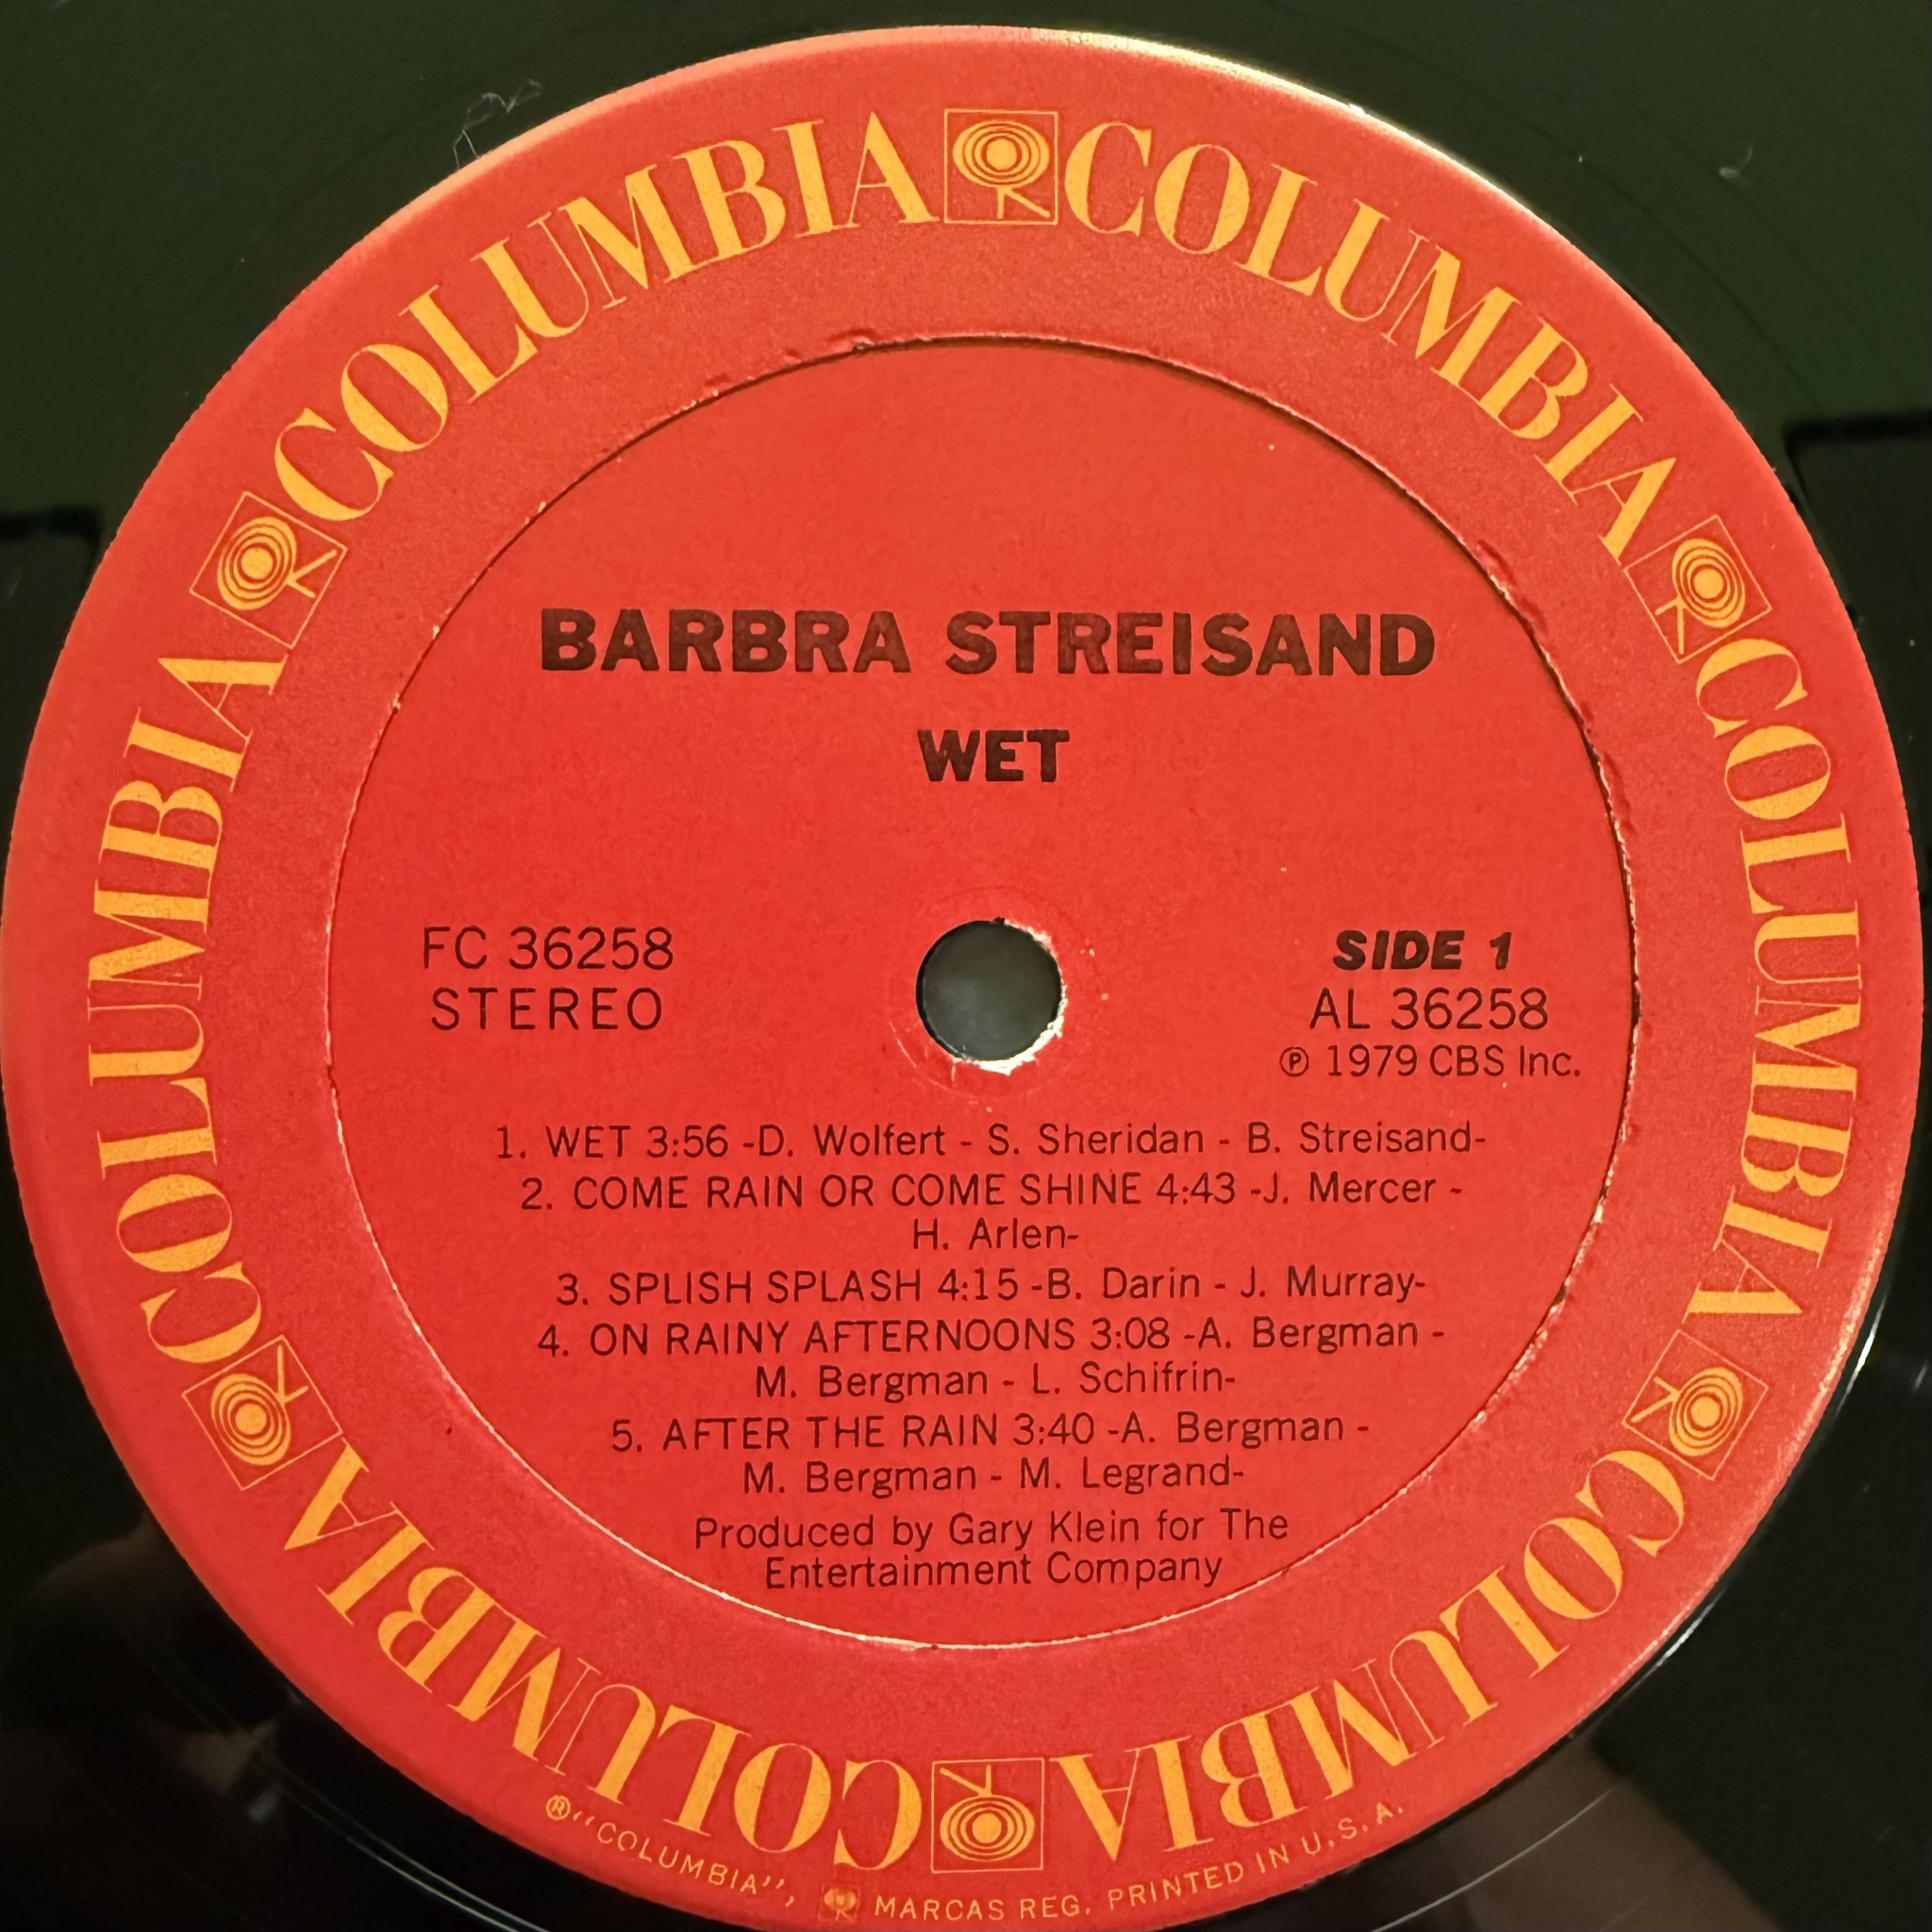 COLUMBIA COLUMBIA COLUMBIA COLUMBIA COLUMBIA COLUMBIA
BARBRA STREISAND
WET
FC 36258
STEREO
SIDE 1
AL 36258
℗ 1979 CBS Inc.
1. WET 3:56 -D. Wolfert - S. Sheridan - B. Streisand-
2. COME RAIN OR COME SHINE 4:43 -J. Mercer -
H. Arlen-
3. SPLISH SPLASH 4:15 -B. Darin - J. Murray-
4. ON RAINY AFTERNOONS 3:08 -A. Bergman -
M. Bergman - L. Schifrin-
5. AFTER THE RAIN 3:40 -A. Bergman -
M. Bergman - M. Legrand-
Produced by Gary Klein for The
Entertainment Company
®“COLUMBIA”, MARCAS REG. PRINTED IN U.S.A.